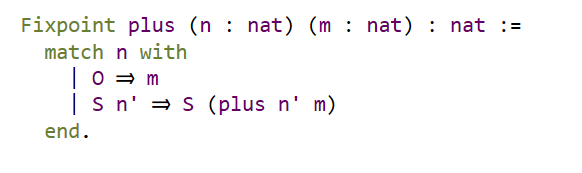 Fixpoint plus (n : nat) (m : nat) : nat :=
  match n with
    | O ⇒ m
    | S n' ⇒ S (plus n' m)
  end.